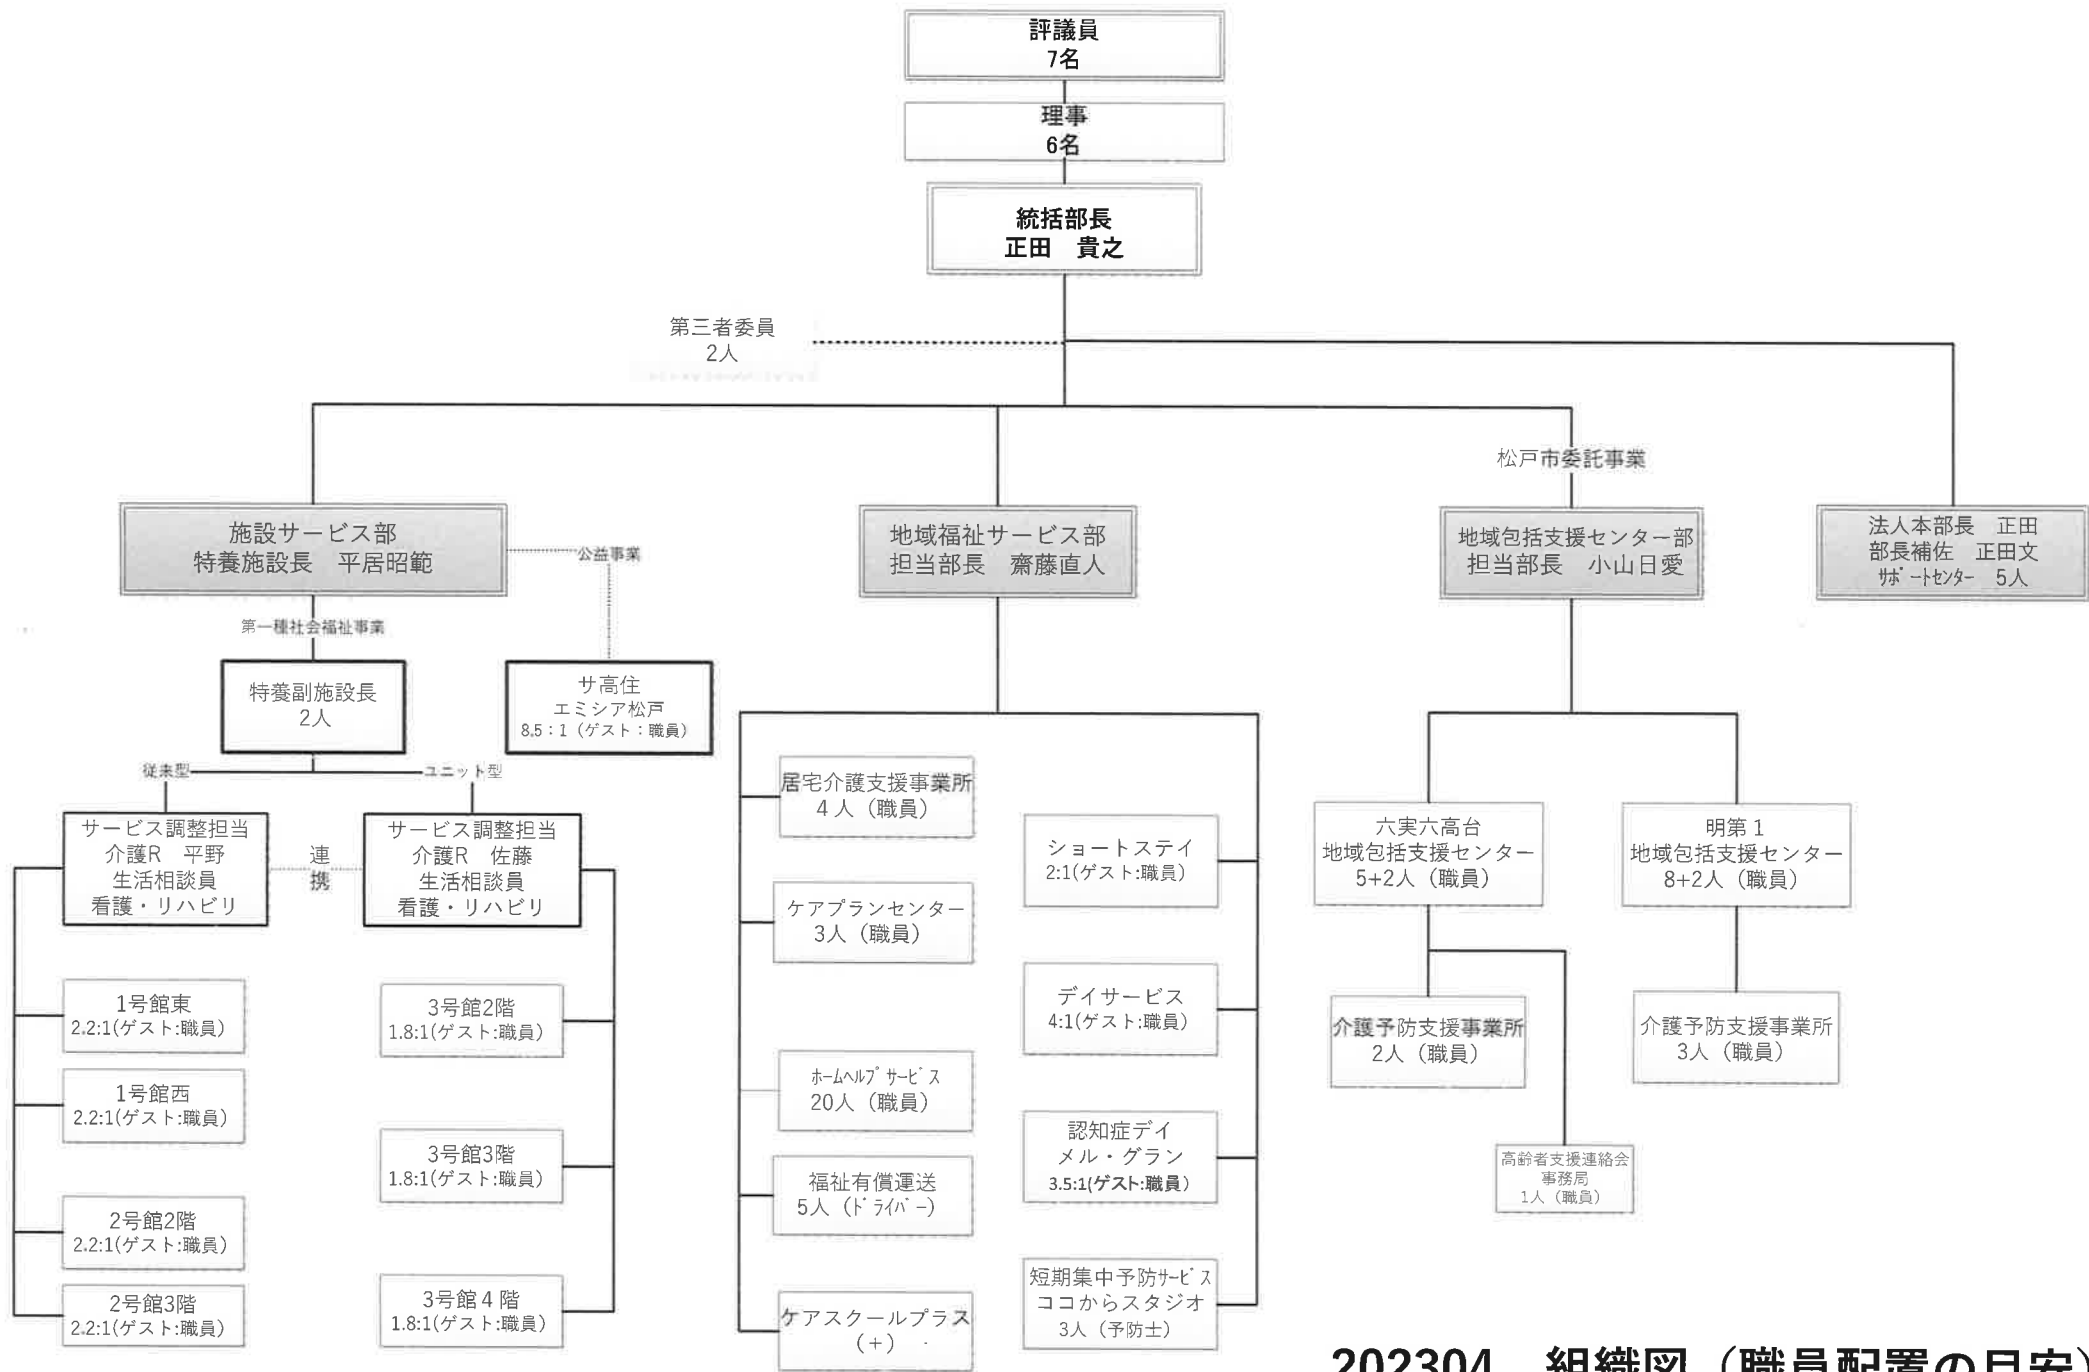 評議員
7名
理事
6名
統括部長
正田　貴之
第三者委員
2人
松戸市委託事業
施設サービス部
特養施設長　平居昭範
公益事業
地域福祉サービス部
担当部長　齋藤直人
地域包括支援センター部
担当部長　小山日愛
法人本部長　正田
部長補佐　正田文
ｻﾎﾟｰﾄｾﾝﾀｰ　5人
第一種社会福祉事業
特養副施設長
2人
サ高住
エミシア松戸
8.5：1（ゲスト：職員）
従来型
ユニット型
サービス調整担当
介護R　平野
生活相談員
看護・リハビリ
連
携
サービス調整担当
介護R　佐藤
生活相談員
看護・リハビリ
1号館東
2.2:1(ゲスト:職員)
1号館西
2.2:1(ゲスト:職員)
2号館2階
2.2:1(ゲスト:職員)
2号館3階
2.2:1(ゲスト:職員)
3号館2階
1.8:1(ゲスト:職員)
3号館3階
1.8:1(ゲスト:職員)
3号館４階
1.8:1(ゲスト:職員)
居宅介護支援事業所
４人（職員）
ケアプランセンター
3人（職員）
ﾎｰﾑﾍﾙﾌﾟｻｰﾋﾞｽ
20人（職員）
福祉有償運送
5人（ﾄﾞﾗｲﾊﾞｰ）
ケアスクールプラス
（+）
ショートステイ
2:1(ゲスト:職員)
デイサービス
4:1(ゲスト:職員)
認知症デイ
メル・グラン
3.5:1(ゲスト:職員)
短期集中予防ｻｰﾋﾞｽ
ココからスタジオ
3人（予防士）
六実六高台
地域包括支援センター
5+2人（職員）
明第１
地域包括支援センター
8+2人（職員）
介護予防支援事業所
2人（職員）
介護予防支援事業所
3人（職員）
高齢者支援連絡会
事務局
1人（職員）
202304　組織図（職員配置の目安）